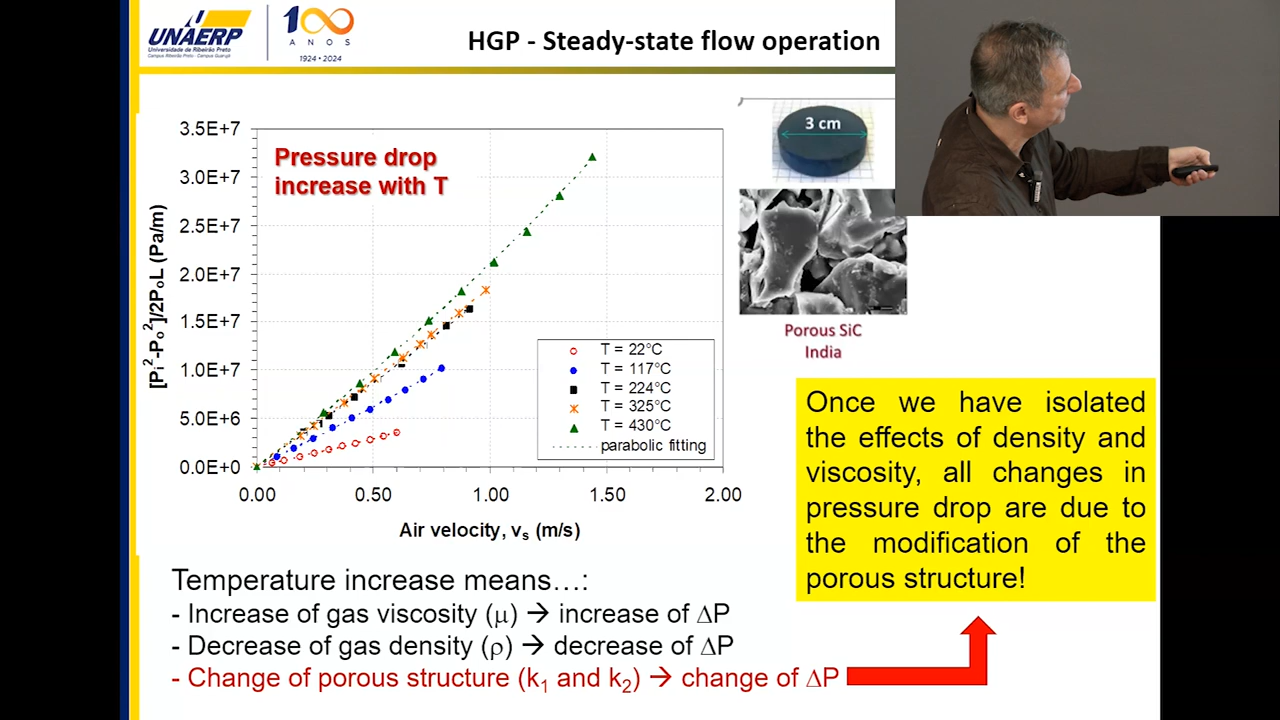 UNAERP
Universidade de Ribeirão Preto
Campus Ribeirão Preto - Campus Guarujá
100
ANOS
1924 • 2024
HGP - Steady-state flow operation
Pressure drop
increase with T
3.5E+7
3.0E+7
2.5E+7
2.0E+7
1.5E+7
1.0E+7
5.0E+6
0.0E+0
[Pi²-Po²]/2PoL (Pa/m)
0.00 0.50 1.00 1.50 2.00
Air velocity, vs (m/s)
T = 22°C
T = 117°C
T = 224°C
T = 325°C
T = 430°C
parabolic fitting
3 cm
Porous SiC
India
Once we have isolated
the effects of density and
viscosity, all changes in
pressure drop are due to
the modification of the
porous structure!
Temperature increase means…:
- Increase of gas viscosity (μ) → increase of ΔP
- Decrease of gas density (ρ) → decrease of ΔP
- Change of porous structure (k₁ and k₂) → change of ΔP